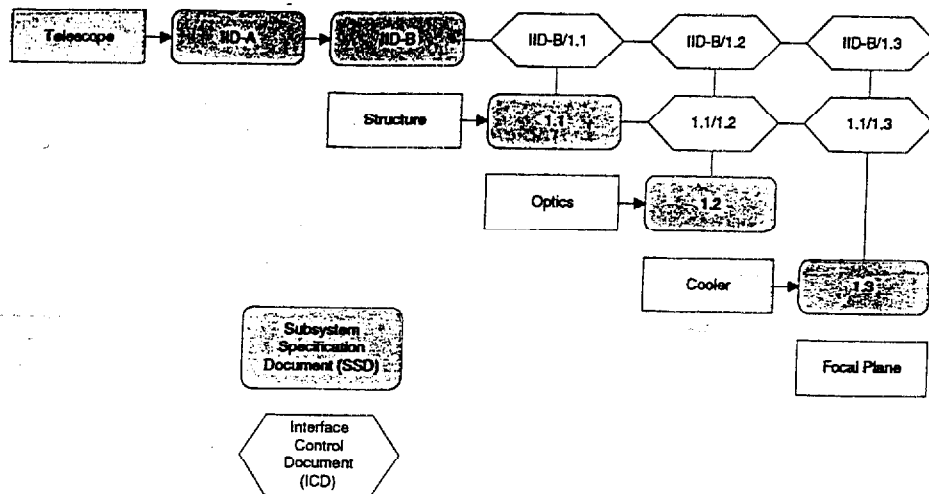 Telescope
IID-A
IID-B
IID-B/1.1
IID-B/1.2
IID-B/1.3
Structure
1.1
1.1/1.2
1.1/1.3
Optics
1.2
Cooler
1.3
Subsystem
Specification
Document (SSD)
Focal Plane
Interface
Control
Document
(ICD)